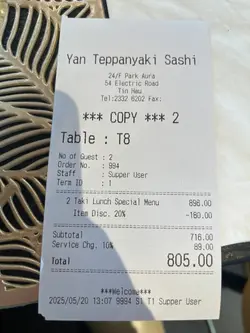 Yan Teppanyaki Sashi
24/F Park Aura
54 Electric Road
Tin Hau
Tel:2332 6202 Fax:
*** COPY *** 2
Table : T8
No of Guest : 2
Order No. : 994
Staff : Supper User
Term ID : 1
2 Taki Lunch Special Menu 896.00
Item Disc. 20% -180.00
Subtotal 716.00
Service Chg. 10% 89.00
Total 805.00
***Welcome***
2025/05/20 13:07 9994 S1 T1 Supper User